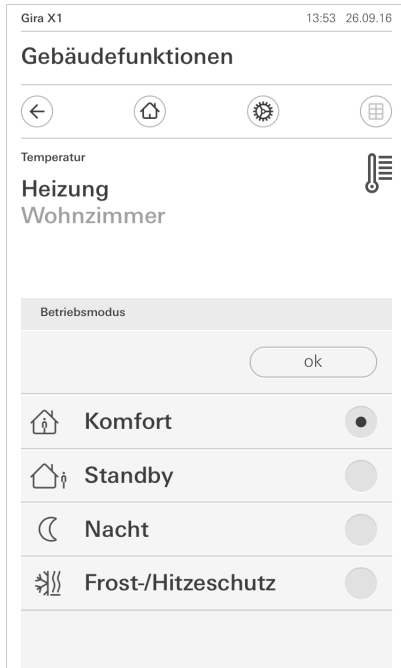 Gira X1 13:53 26.09.16
Gebäudefunktionen
Temperatur
Heizung
Wohnzimmer
Betriebsmodus
ok
Komfort
Standby
Nacht
Frost-/Hitzeschutz